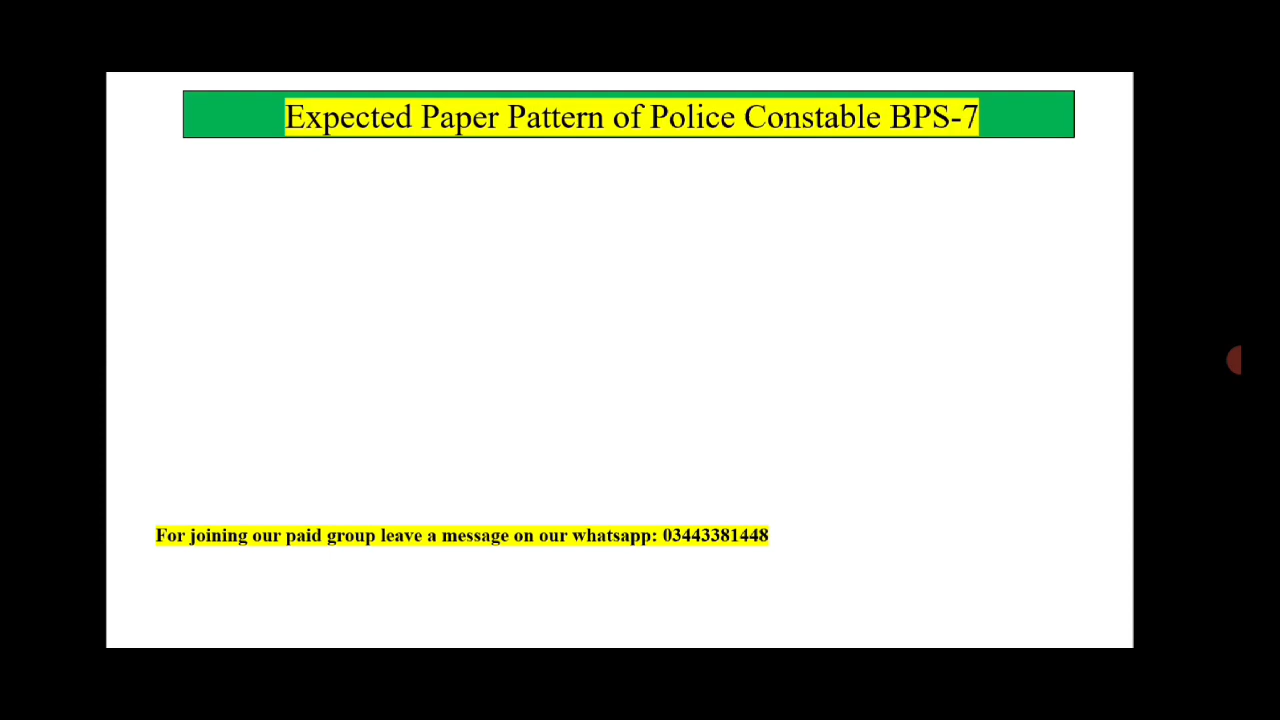 Expected Paper Pattern of Police Constable BPS-7
For joining our paid group leave a message on our whatsapp: 03443381448